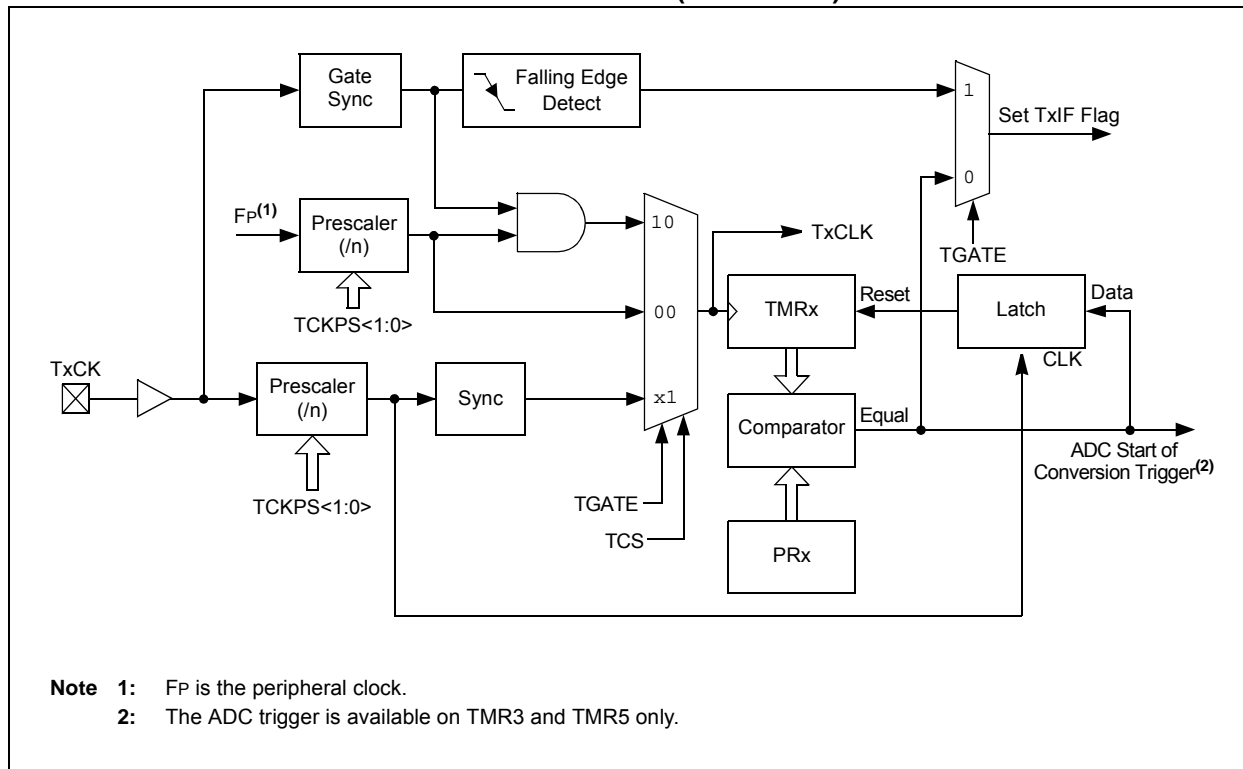 Gate
Sync
Falling Edge
Detect
1
Set TxIF Flag
0
FP(1)
Prescaler
(/n)
10
TxCLK
TGATE
TCKPS<1:0>
00
TMRx
Reset
Latch
Data
CLK
TxCK
Prescaler
(/n)
Sync
x1
Comparator
Equal
ADC Start of
Conversion Trigger(2)
TCKPS<1:0>
TGATE
TCS
PRx
Note 1: FP is the peripheral clock.
2: The ADC trigger is available on TMR3 and TMR5 only.